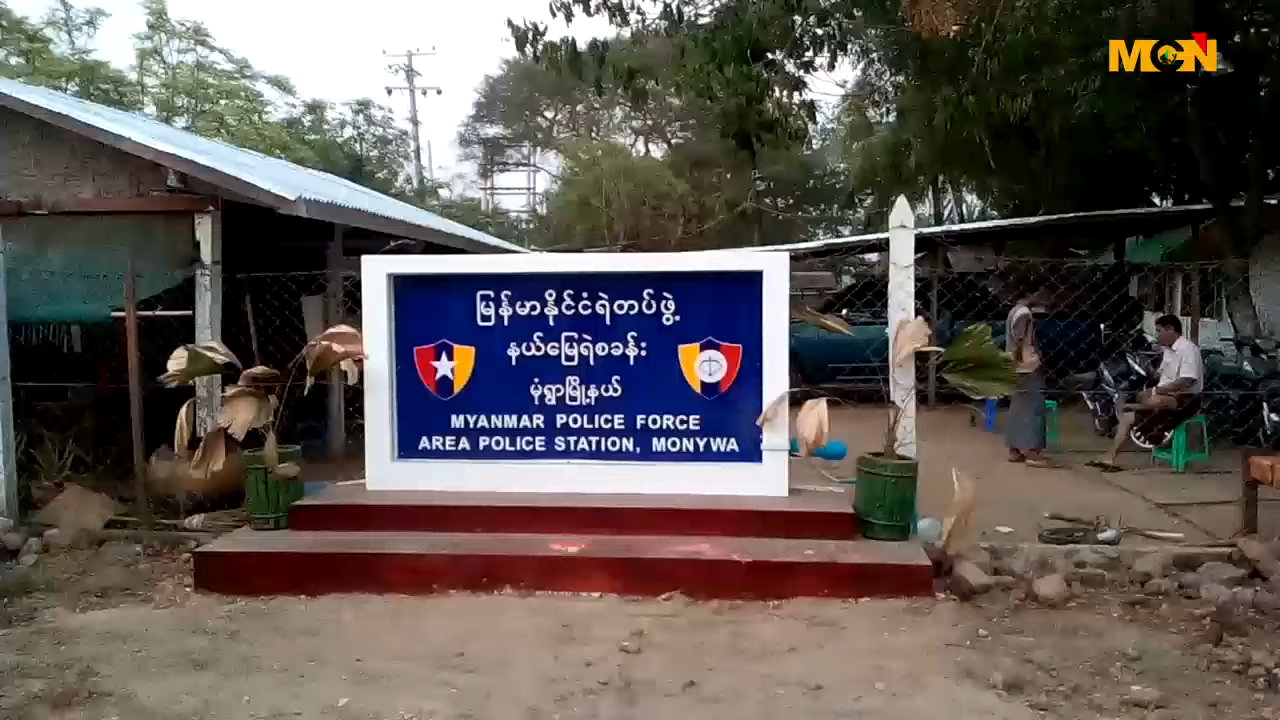 MCN
မြန်မာနိုင်ငံရဲတပ်ဖွဲ့
နယ်မြေရဲစခန်း
မုံရွာမြို့နယ်
MYANMAR POLICE FORCE
AREA POLICE STATION, MONYWA